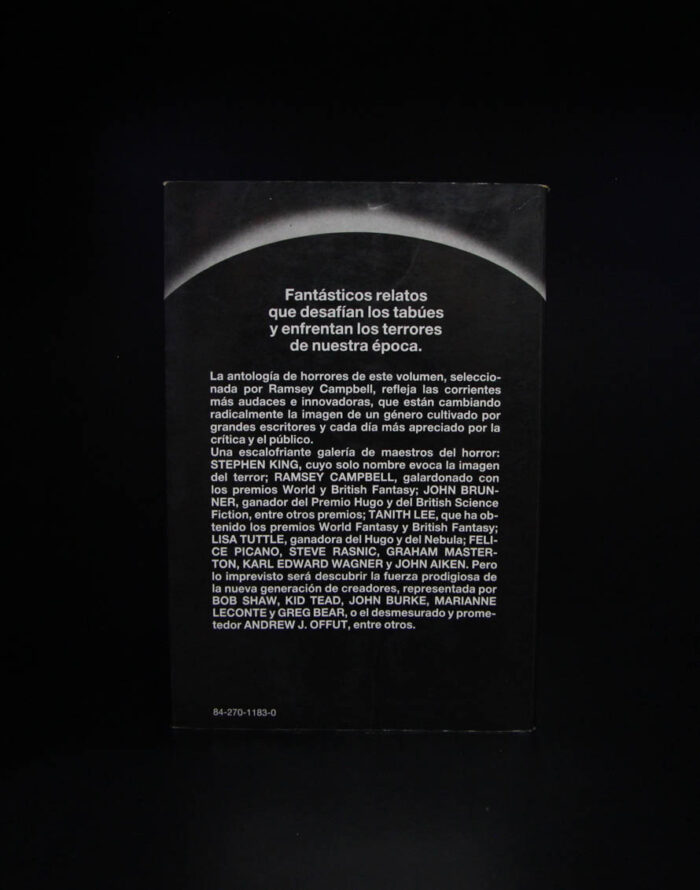 Fantásticos relatos
que desafían los tabúes
y enfrentan los terrores
de nuestra época.
La antología de horrores de este volumen, seleccio-
nada por Ramsey Campbell, refleja las corrientes
más audaces e innovadoras, que están cambiando
radicalmente la imagen de un género cultivado por
grandes escritores y cada día más apreciado por la
crítica y el público.
Una escalofriante galería de maestros del horror:
STEPHEN KING, cuyo solo nombre evoca la imagen
del terror; RAMSEY CAMPBELL, galardonado con
los premios World y British Fantasy; JOHN BRUN-
NER, ganador del Premio Hugo y del British Science
Fiction, entre otros premios; TANITH LEE, que ha ob-
tenido los premios World Fantasy y British Fantasy;
LISA TUTTLE, ganadora del Hugo y del Nebula; FELI-
CE PICANO, STEVE RASNIC, GRAHAM MASTER-
TON, KARL EDWARD WAGNER y JOHN AIKEN. Pero
lo imprevisto será descubrir la fuerza prodigiosa de
la nueva generación de creadores, representada por
BOB SHAW, KID TEAD, JOHN BURKE, MARIANNE
LECONTE y GREG BEAR, o el desmesurado y prome-
tedor ANDREW J. OFFUT, entre otros.
84-270-1183-0